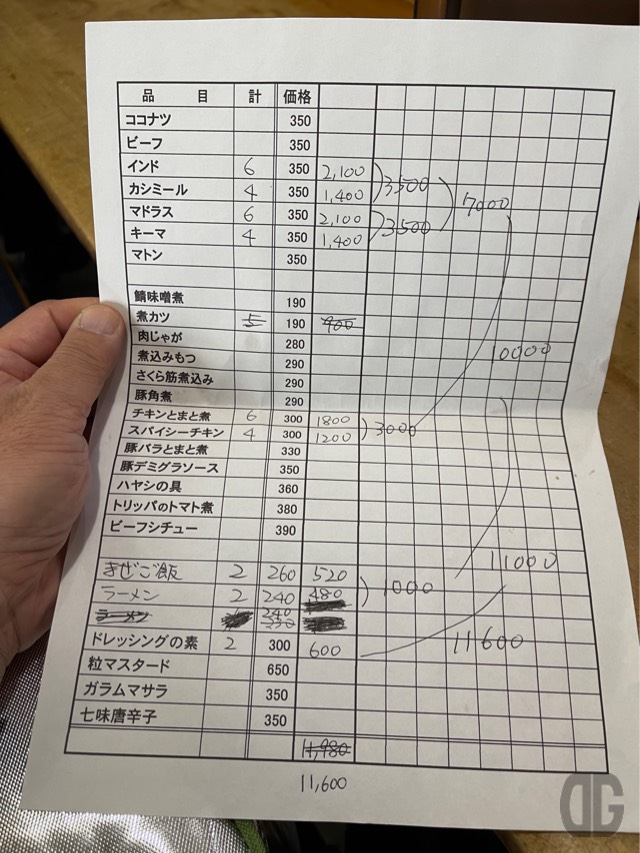 品 目 計 価格
ココナツ 350
ビーフ 350
インド 6 350 2,100
カシミール 4 350 1,400 3500
マドラス 6 350 2,100 7000
キーマ 4 350 1,400 3500
マトン 350
鯖味噌煮 190
煮カツ 5 190 900
肉じゃが 280
煮込みもつ 290 10000
さくら筋煮込み 290
豚角煮 290
チキンとまと煮 6 300 1800
スパイシーチキン 4 300 1200 3000
豚バラとまと煮 330
豚デミグラソース 350
ハヤシの具 360
トリッパのトマト煮 380
ビーフシチュー 390
11000
まぜご飯 2 260 520
ラーメン 2 240 480 1000
ラーメン 240
ドレッシングの素 2 300 600 11600
粒マスタード 650
ガラムマサラ 350
七味唐辛子 350
11,980
11,600
DG